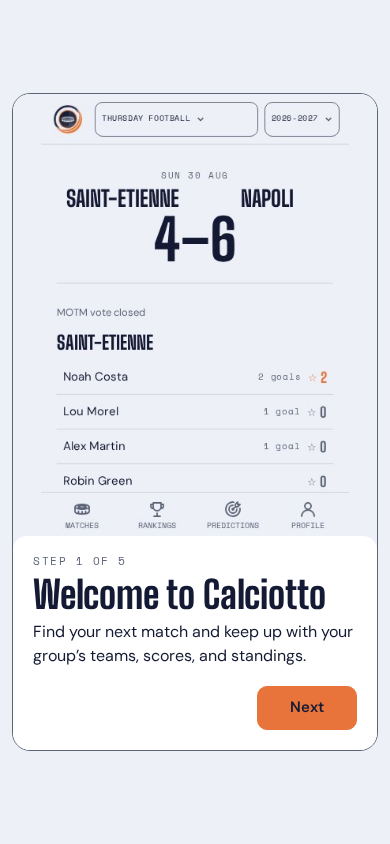 THURSDAY FOOTBALL
2026-2027
SUN 30 AUG
SAINT-ETIENNE NAPOLI
4–6
MOTM vote closed
SAINT-ETIENNE
Noah Costa 2 goals ☆ 2
Lou Morel 1 goal ☆ 0
Alex Martin 1 goal ☆ 0
Robin Green ☆ 0
MATCHES RANKINGS PREDICTIONS PROFILE
STEP 1 OF 5
Welcome to Calciotto
Find your next match and keep up with your
group’s teams, scores, and standings.
Next